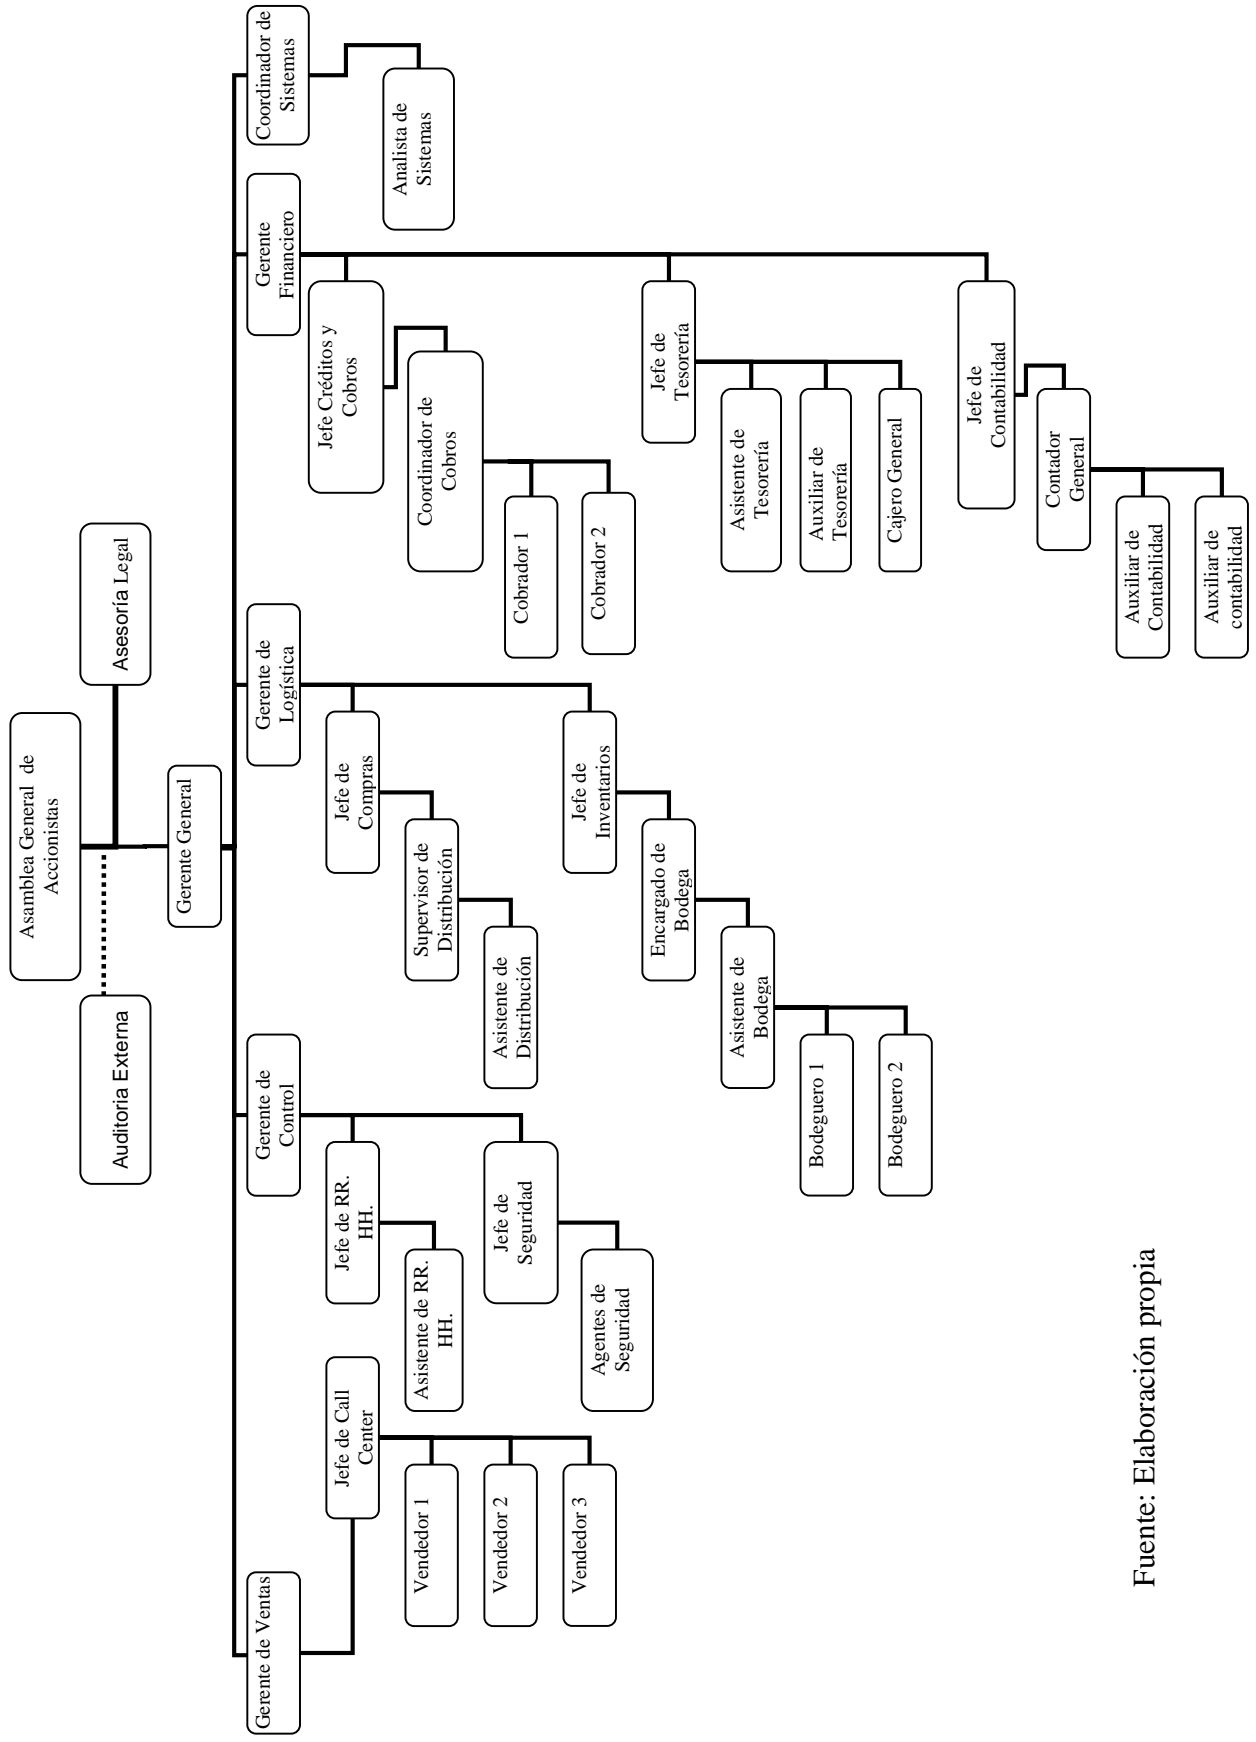 Asamblea General de
Accionistas
Auditoria Externa
Asesoría Legal
Gerente General
Gerente de Ventas
Jefe de Call
Center
Vendedor 1
Vendedor 2
Vendedor 3
Gerente de
Control
Jefe de RR.
HH.
Asistente de RR.
HH.
Jefe de
Seguridad
Agentes de
Seguridad
Gerente de
Logística
Jefe de
Compras
Supervisor de
Distribución
Asistente de
Distribución
Jefe de
Inventarios
Encargado de
Bodega
Asistente de
Bodega
Bodeguero 1
Bodeguero 2
Gerente
Financiero
Jefe Créditos y
Cobros
Coordinador de
Cobros
Cobrador 1
Cobrador 2
Jefe de
Tesorería
Asistente de
Tesorería
Auxiliar de
Tesorería
Cajero General
Jefe de
Contabilidad
Contador
General
Auxiliar de
Contabilidad
Auxiliar de
contabilidad
Coordinador de
Sistemas
Analista de
Sistemas
Fuente: Elaboración propia